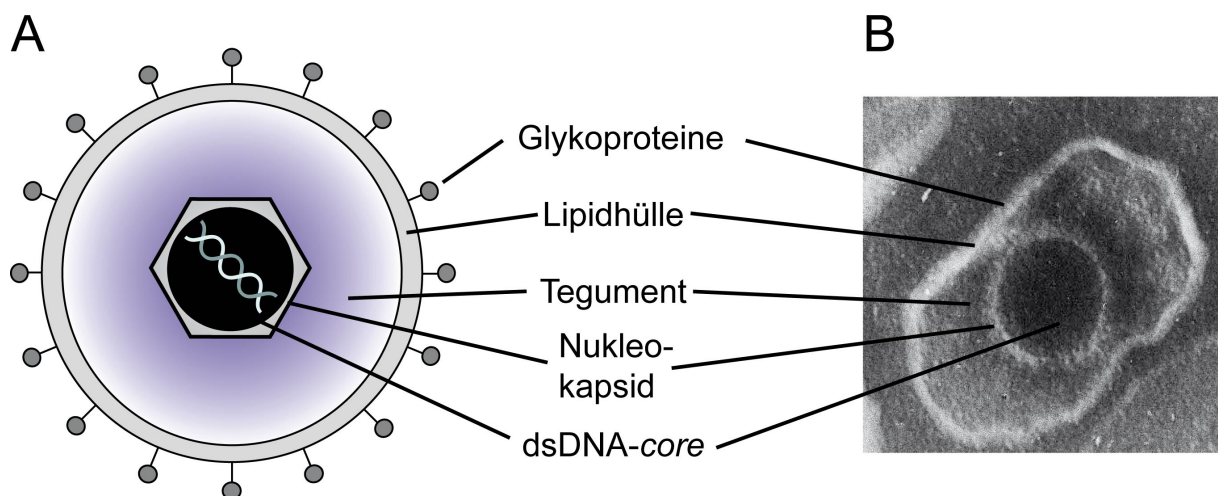 A
B
Glykoproteine
Lipidhülle
Tegument
Nukleo-
kapsid
dsDNA-core